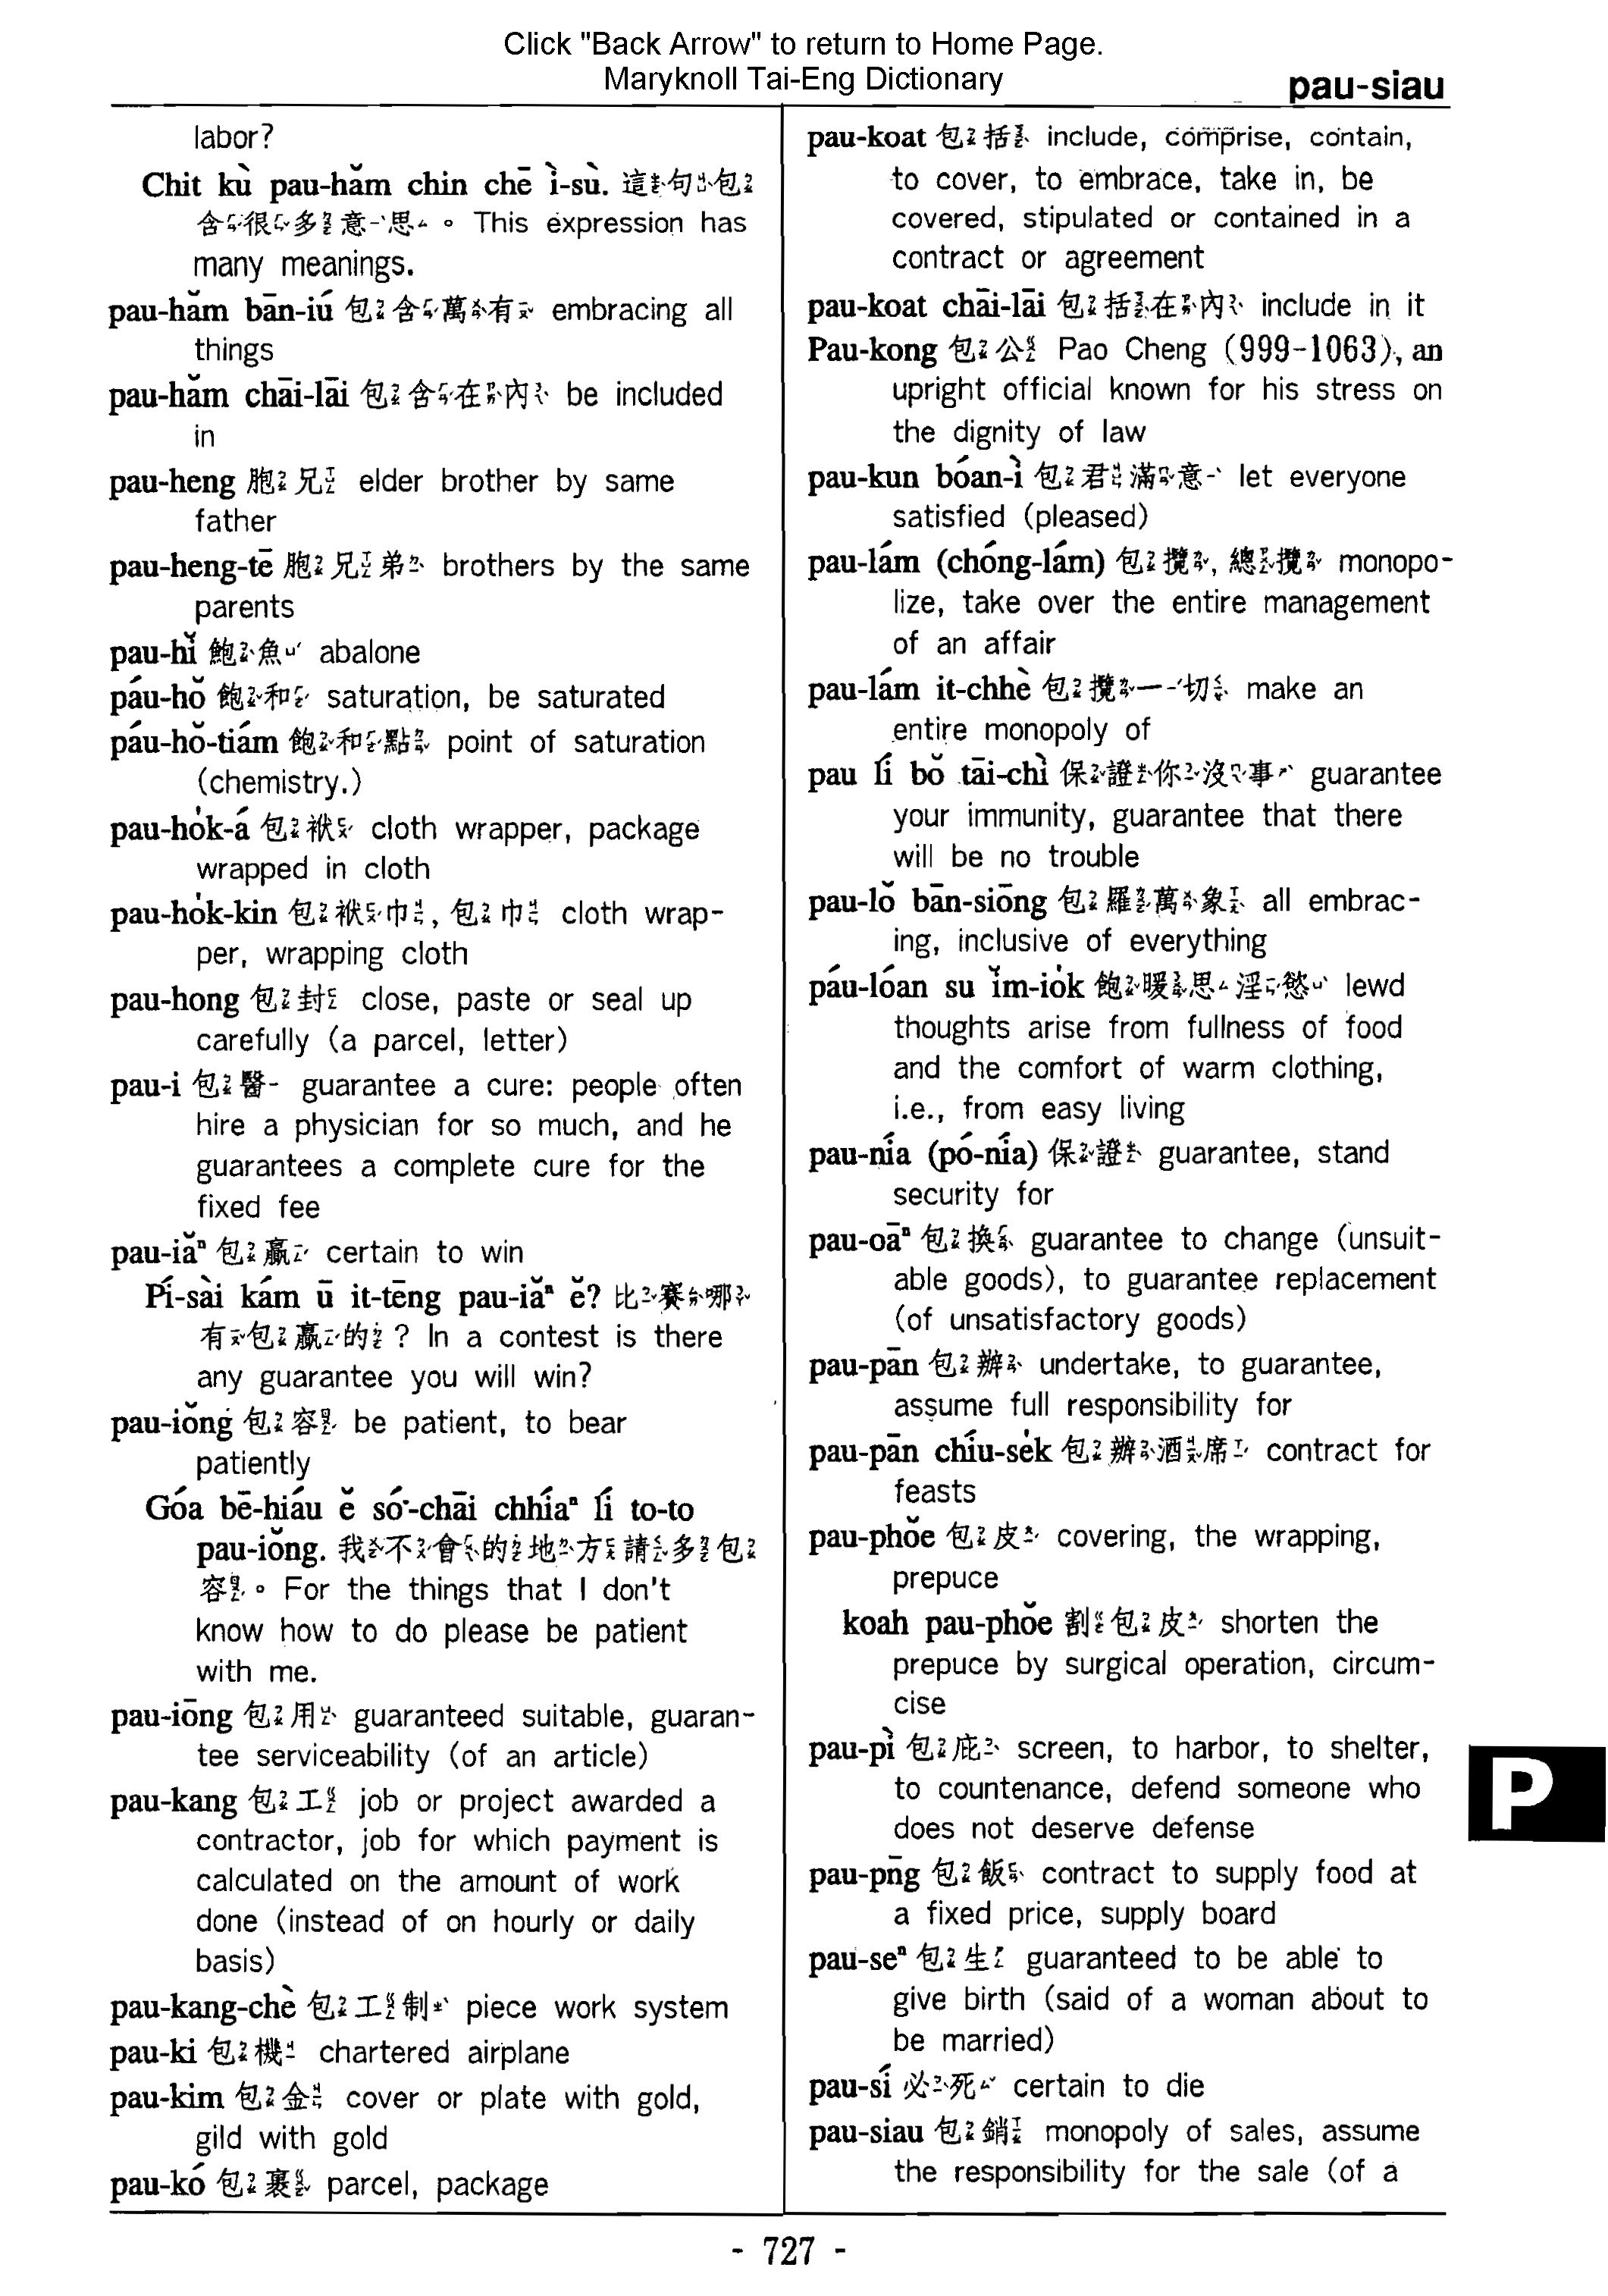 Click "Back Arrow" to return to Home Page.
Maryknoll Tai-Eng Dictionary
pau-siau
labor?
Chit kù pau-hăm chin chē ì-sù. 這句包
含很多意思。 This expression has
many meanings.
pau-hăm bān-iú 包含萬有 embracing all
things
pau-hăm chāi-lāi 包含在內 be included
in
pau-heng 胞兄 elder brother by same
father
pau-heng-tē 胞兄弟 brothers by the same
parents
pau-hĭ 鮑魚 abalone
páu-hŏ 飽和 saturation, be saturated
páu-hŏ-tiám 飽和點 point of saturation
(chemistry.)
pau-ho̍k-á 包袱 cloth wrapper, package
wrapped in cloth
pau-ho̍k-kin 包袱巾, 包巾 cloth wrap-
per, wrapping cloth
pau-hong 包封 close, paste or seal up
carefully (a parcel, letter)
pau-i 包醫 guarantee a cure: people often
hire a physician for so much, and he
guarantees a complete cure for the
fixed fee
pau-iăⁿ 包贏 certain to win
Pí-sài kám ū it-tēng pau-iăⁿ ĕ? 比賽哪
有包贏的? In a contest is there
any guarantee you will win?
pau-iŏng 包容 be patient, to bear
patiently
Góa bē-hiáu ĕ só͘-chāi chhíaⁿ lí to-to
pau-iŏng. 我不會的地方請多包
容。 For the things that I don't
know how to do please be patient
with me.
pau-iōng 包用 guaranteed suitable, guaran-
tee serviceability (of an article)
pau-kang 包工 job or project awarded a
contractor, job for which payment is
calculated on the amount of work
done (instead of on hourly or daily
basis)
pau-kang-chè 包工制 piece work system
pau-ki 包機 chartered airplane
pau-kim 包金 cover or plate with gold,
gild with gold
pau-kó 包裹 parcel, package
pau-koat 包括 include, comprise, contain,
to cover, to embrace, take in, be
covered, stipulated or contained in a
contract or agreement
pau-koat chāi-lāi 包括在內 include in it
Pau-kong 包公 Pao Cheng (999-1063), an
upright official known for his stress on
the dignity of law
pau-kun bóan-ì 包君滿意 let everyone
satisfied (pleased)
pau-lám (chóng-lám) 包攬, 總攬 monopo-
lize, take over the entire management
of an affair
pau-lám it-chhè 包攬一切 make an
entire monopoly of
pau lí bŏ tāi-chì 保證你沒事 guarantee
your immunity, guarantee that there
will be no trouble
pau-lŏ bān-siōng 包羅萬象 all embrac-
ing, inclusive of everything
páu-lóan su ĭm-io̍k 飽暖思淫慾 lewd
thoughts arise from fullness of food
and the comfort of warm clothing,
i.e., from easy living
pau-nía (pó-nía) 保證 guarantee, stand
security for
pau-oāⁿ 包換 guarantee to change (unsuit-
able goods), to guarantee replacement
(of unsatisfactory goods)
pau-pān 包辦 undertake, to guarantee,
assume full responsibility for
pau-pān chíu-se̍k 包辦酒席 contract for
feasts
pau-phŏe 包皮 covering, the wrapping,
prepuce
koah pau-phŏe 割包皮 shorten the
prepuce by surgical operation, circum-
cise
pau-pì 包庇 screen, to harbor, to shelter,
to countenance, defend someone who
does not deserve defense
pau-pn̄g 包飯 contract to supply food at
a fixed price, supply board
pau-seⁿ 包生 guaranteed to be able to
give birth (said of a woman about to
be married)
pau-sí 必死 certain to die
pau-siau 包銷 monopoly of sales, assume
the responsibility for the sale (of a
P
- 727 -